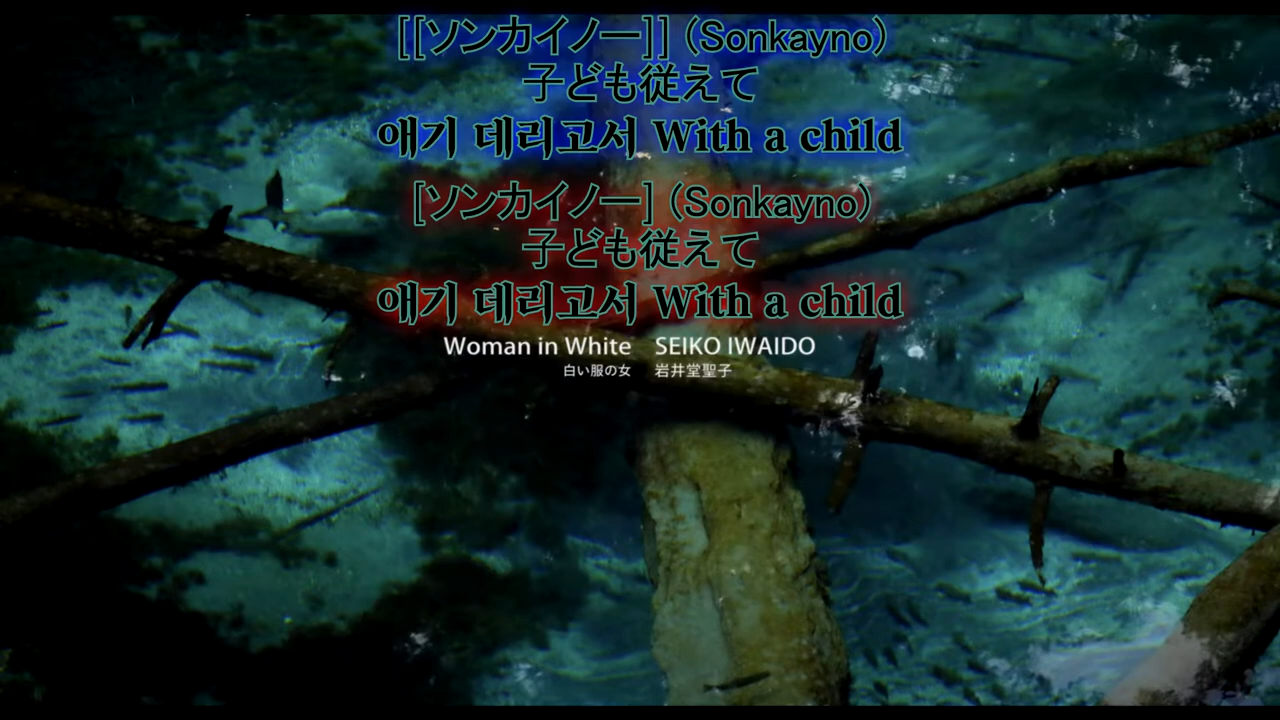 [[ソンカイノー]] (Sonkayno)
子ども従えて
애기 데리고서 With a child
[ソンカイノー] (Sonkayno)
子ども従えて
애기 데리고서 With a child
Woman in White SEIKO IWAIDO
白い服の女 岩井堂聖子